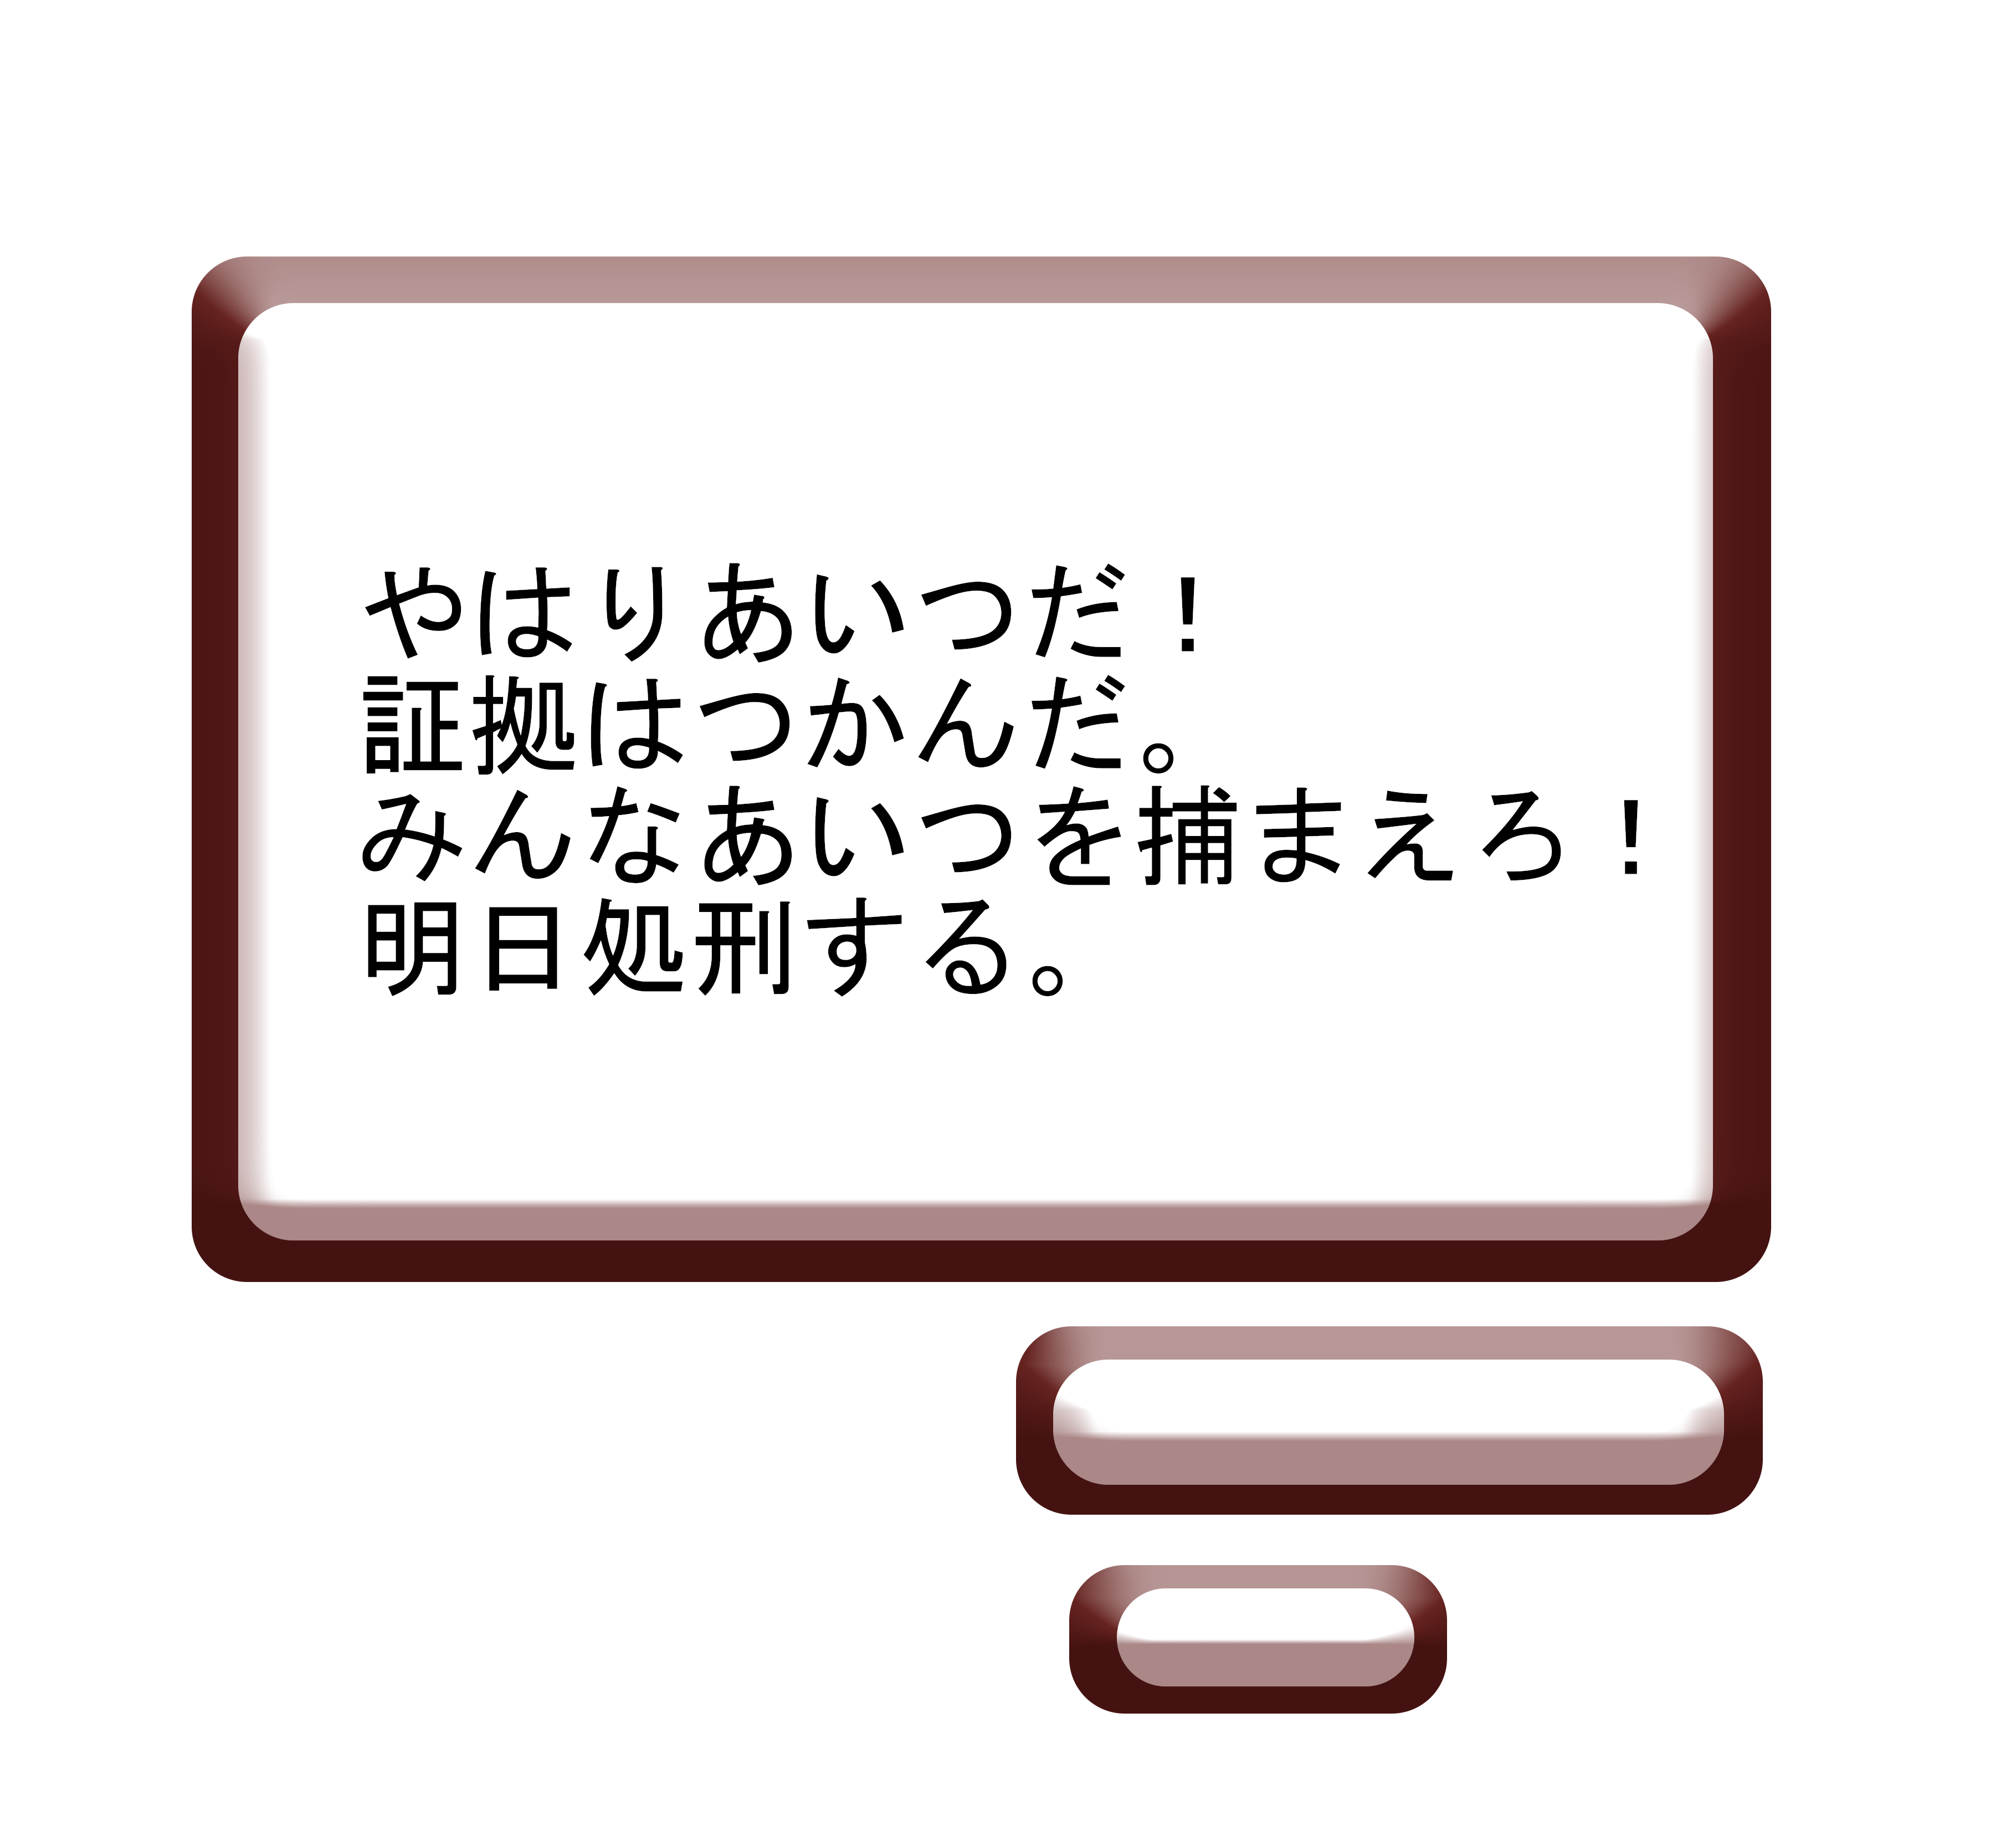 やはりあいつだ！
証拠はつかんだ。
みんなあいつを捕まえろ！
明日処刑する。